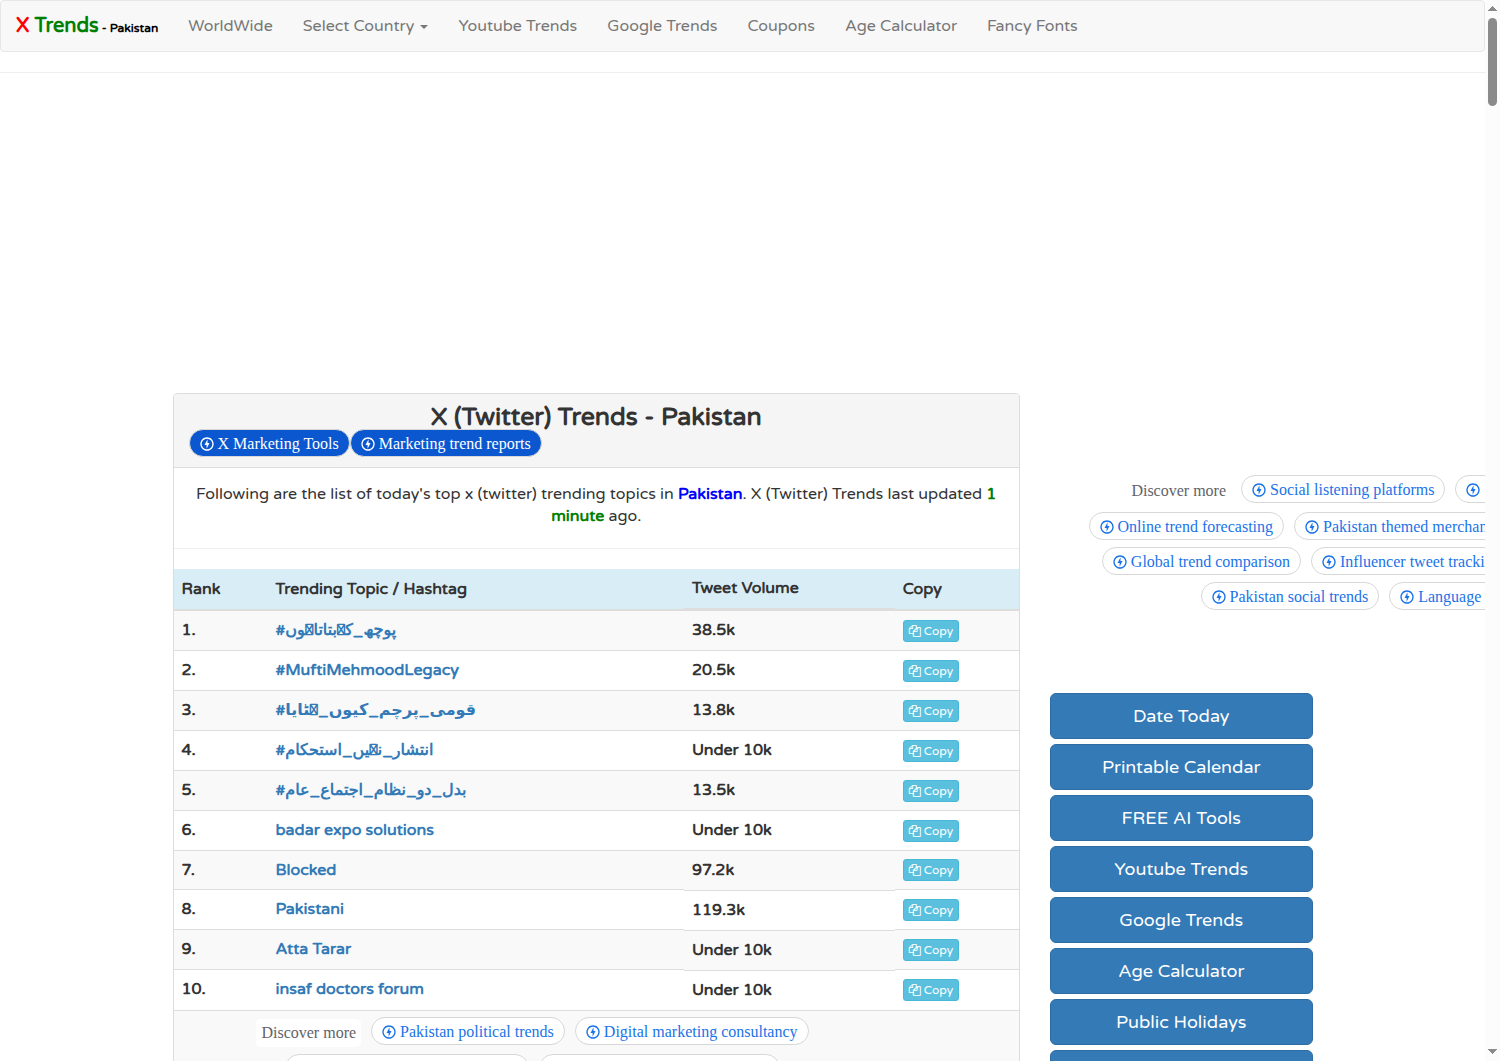 X Trends - Pakistan WorldWide Select Country Youtube Trends Google Trends Coupons Age Calculator Fancy Fonts
X (Twitter) Trends - Pakistan
X Marketing Tools Marketing trend reports
Following are the list of today's top x (twitter) trending topics in Pakistan. X (Twitter) Trends last updated 1
minute ago.
Rank Trending Topic / Hashtag Tweet Volume Copy
1. 38.5k Copy
2. #MuftiMehmoodLegacy 20.5k Copy
3. 13.8k Copy
4. Under 10k Copy
5. #بدل_دو_نظام_اجتماع_عام 13.5k Copy
6. badar expo solutions Under 10k Copy
7. Blocked 97.2k Copy
8. Pakistani 119.3k Copy
9. Atta Tarar Under 10k Copy
10. insaf doctors forum Under 10k Copy
Discover more Pakistan political trends Digital marketing consultancy
Discover more Social listening platforms
Online trend forecasting Pakistan themed
Global trend comparison Influencer tweet
Pakistan social trends Language
Date Today
Printable Calendar
FREE AI Tools
Youtube Trends
Google Trends
Age Calculator
Public Holidays